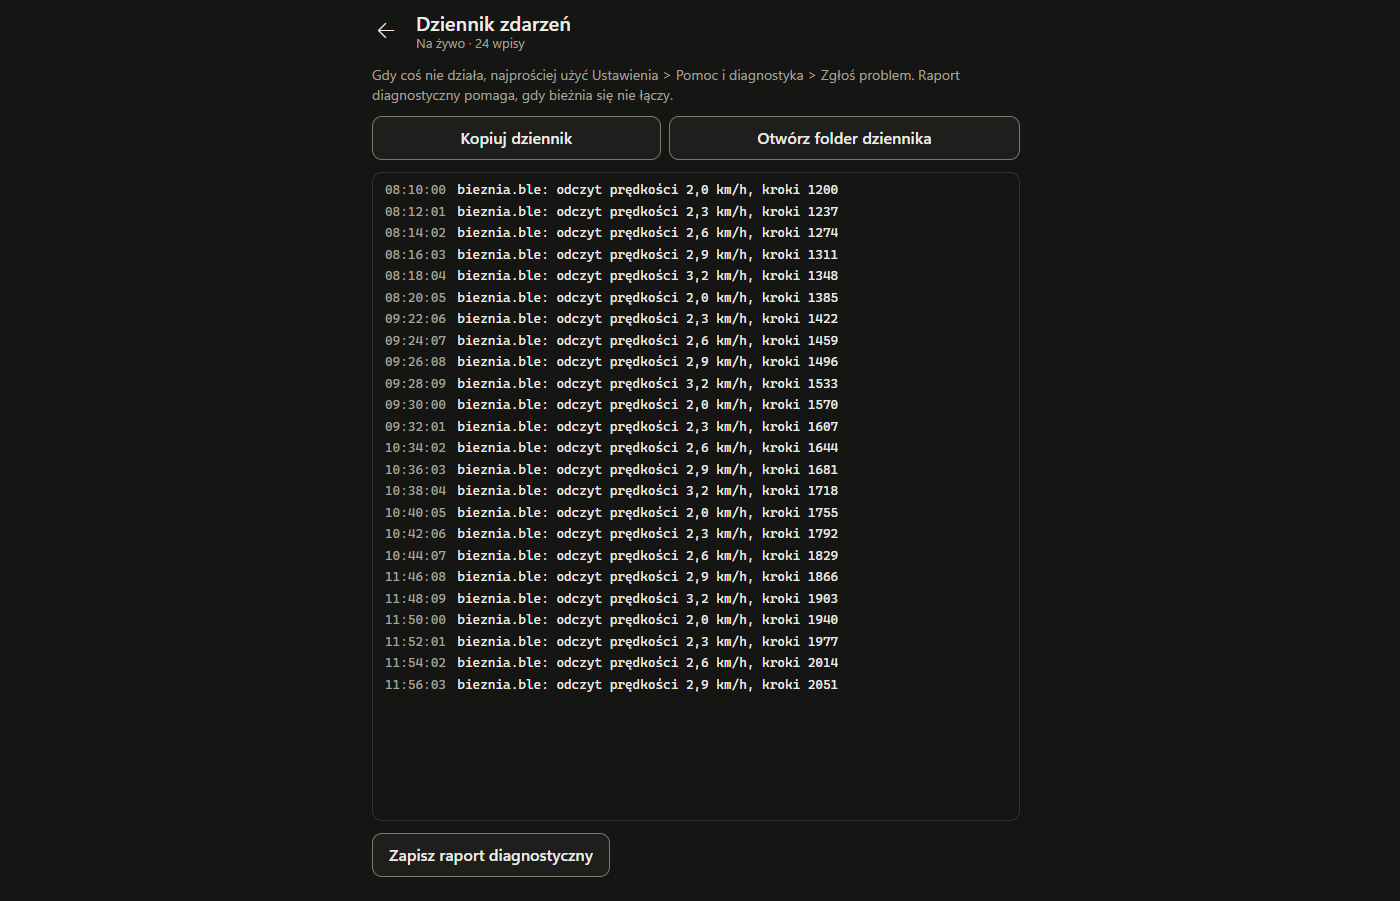 Dziennik zdarzeń
Na żywo · 24 wpisy
Gdy coś nie działa, najprościej użyć Ustawienia > Pomoc i diagnostyka > Zgłoś problem. Raport
diagnostyczny pomaga, gdy bieżnia się nie łączy.
Kopiuj dziennik
Otwórz folder dziennika
08:10:00 bieznia.ble: odczyt prędkości 2,0 km/h, kroki 1200
08:12:01 bieznia.ble: odczyt prędkości 2,3 km/h, kroki 1237
08:14:02 bieznia.ble: odczyt prędkości 2,6 km/h, kroki 1274
08:16:03 bieznia.ble: odczyt prędkości 2,9 km/h, kroki 1311
08:18:04 bieznia.ble: odczyt prędkości 3,2 km/h, kroki 1348
08:20:05 bieznia.ble: odczyt prędkości 2,0 km/h, kroki 1385
09:22:06 bieznia.ble: odczyt prędkości 2,3 km/h, kroki 1422
09:24:07 bieznia.ble: odczyt prędkości 2,6 km/h, kroki 1459
09:26:08 bieznia.ble: odczyt prędkości 2,9 km/h, kroki 1496
09:28:09 bieznia.ble: odczyt prędkości 3,2 km/h, kroki 1533
09:30:00 bieznia.ble: odczyt prędkości 2,0 km/h, kroki 1570
09:32:01 bieznia.ble: odczyt prędkości 2,3 km/h, kroki 1607
10:34:02 bieznia.ble: odczyt prędkości 2,6 km/h, kroki 1644
10:36:03 bieznia.ble: odczyt prędkości 2,9 km/h, kroki 1681
10:38:04 bieznia.ble: odczyt prędkości 3,2 km/h, kroki 1718
10:40:05 bieznia.ble: odczyt prędkości 2,0 km/h, kroki 1755
10:42:06 bieznia.ble: odczyt prędkości 2,3 km/h, kroki 1792
10:44:07 bieznia.ble: odczyt prędkości 2,6 km/h, kroki 1829
11:46:08 bieznia.ble: odczyt prędkości 2,9 km/h, kroki 1866
11:48:09 bieznia.ble: odczyt prędkości 3,2 km/h, kroki 1903
11:50:00 bieznia.ble: odczyt prędkości 2,0 km/h, kroki 1940
11:52:01 bieznia.ble: odczyt prędkości 2,3 km/h, kroki 1977
11:54:02 bieznia.ble: odczyt prędkości 2,6 km/h, kroki 2014
11:56:03 bieznia.ble: odczyt prędkości 2,9 km/h, kroki 2051
Zapisz raport diagnostyczny